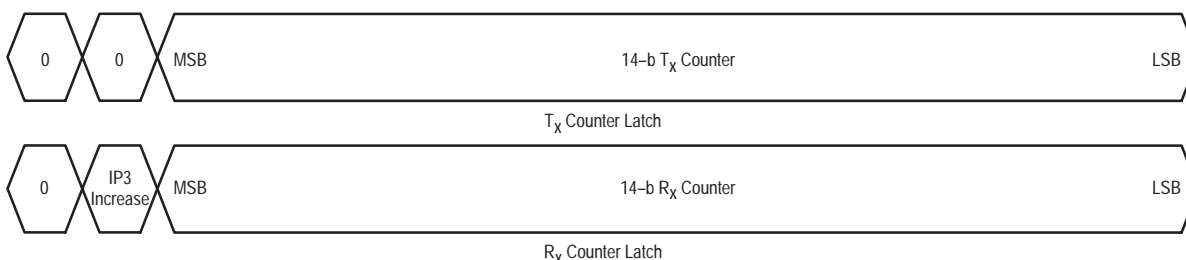 0 0 MSB 14–b TX Counter LSB
TX Counter Latch
0 IP3 Increase MSB 14–b RX Counter LSB
RX Counter Latch